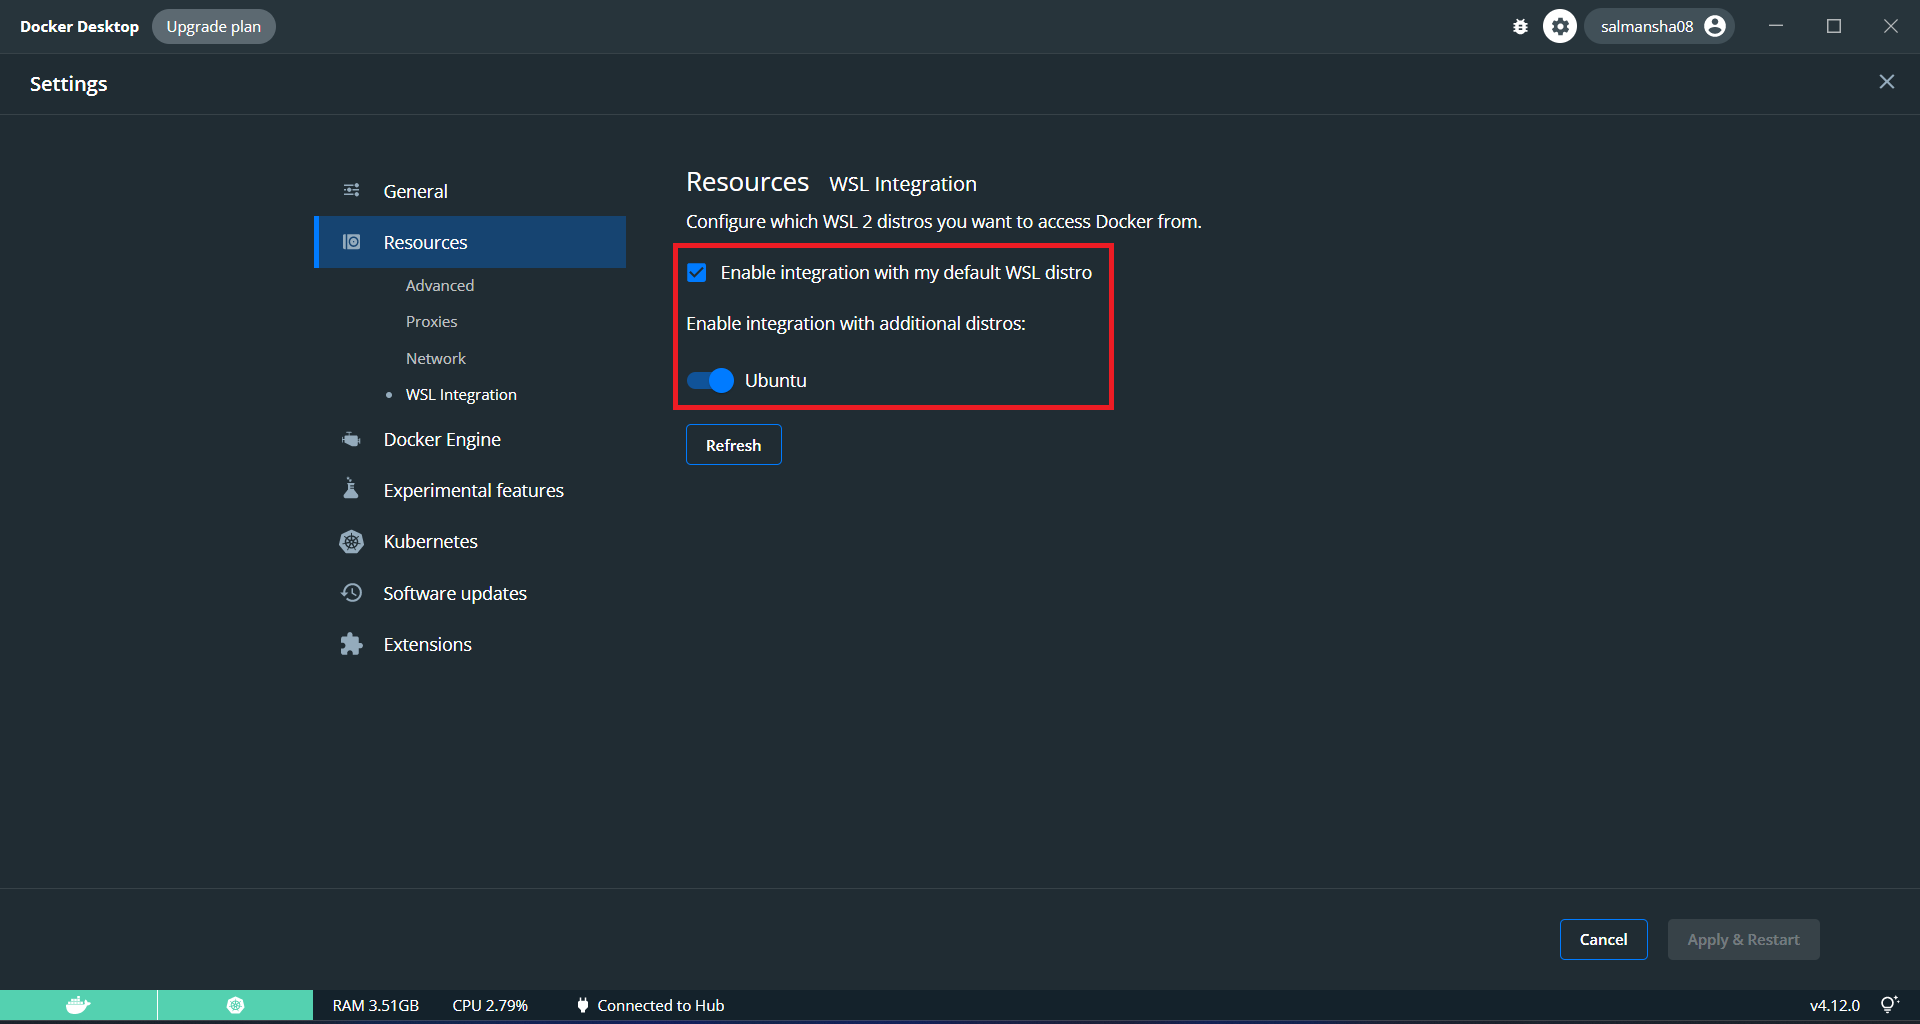 Docker Desktop Upgrade plan salmansha08
Settings
General
Resources
Advanced
Proxies
Network
WSL Integration
Docker Engine
Experimental features
Kubernetes
Software updates
Extensions
Resources WSL Integration
Configure which WSL 2 distros you want to access Docker from.
Enable integration with my default WSL distro
Enable integration with additional distros:
Ubuntu
Refresh
Cancel Apply & Restart
RAM 3.51GB CPU 2.79% Connected to Hub v4.12.0